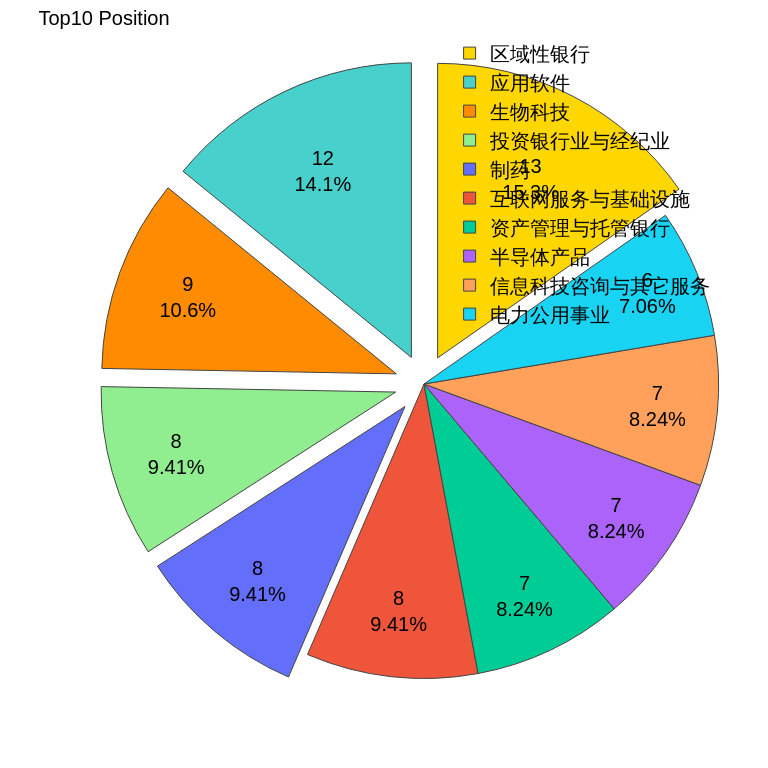 Top10 Position
区域性银行
应用软件
生物科技
投资银行业与经纪业
制药
互联网服务与基础设施
资产管理与托管银行
半导体产品
信息科技咨询与其它服务
电力公用事业
12
14.1%
13
15.3%
9
10.6%
6
7.06%
7
8.24%
8
9.41%
7
8.24%
8
9.41%
7
8.24%
8
9.41%